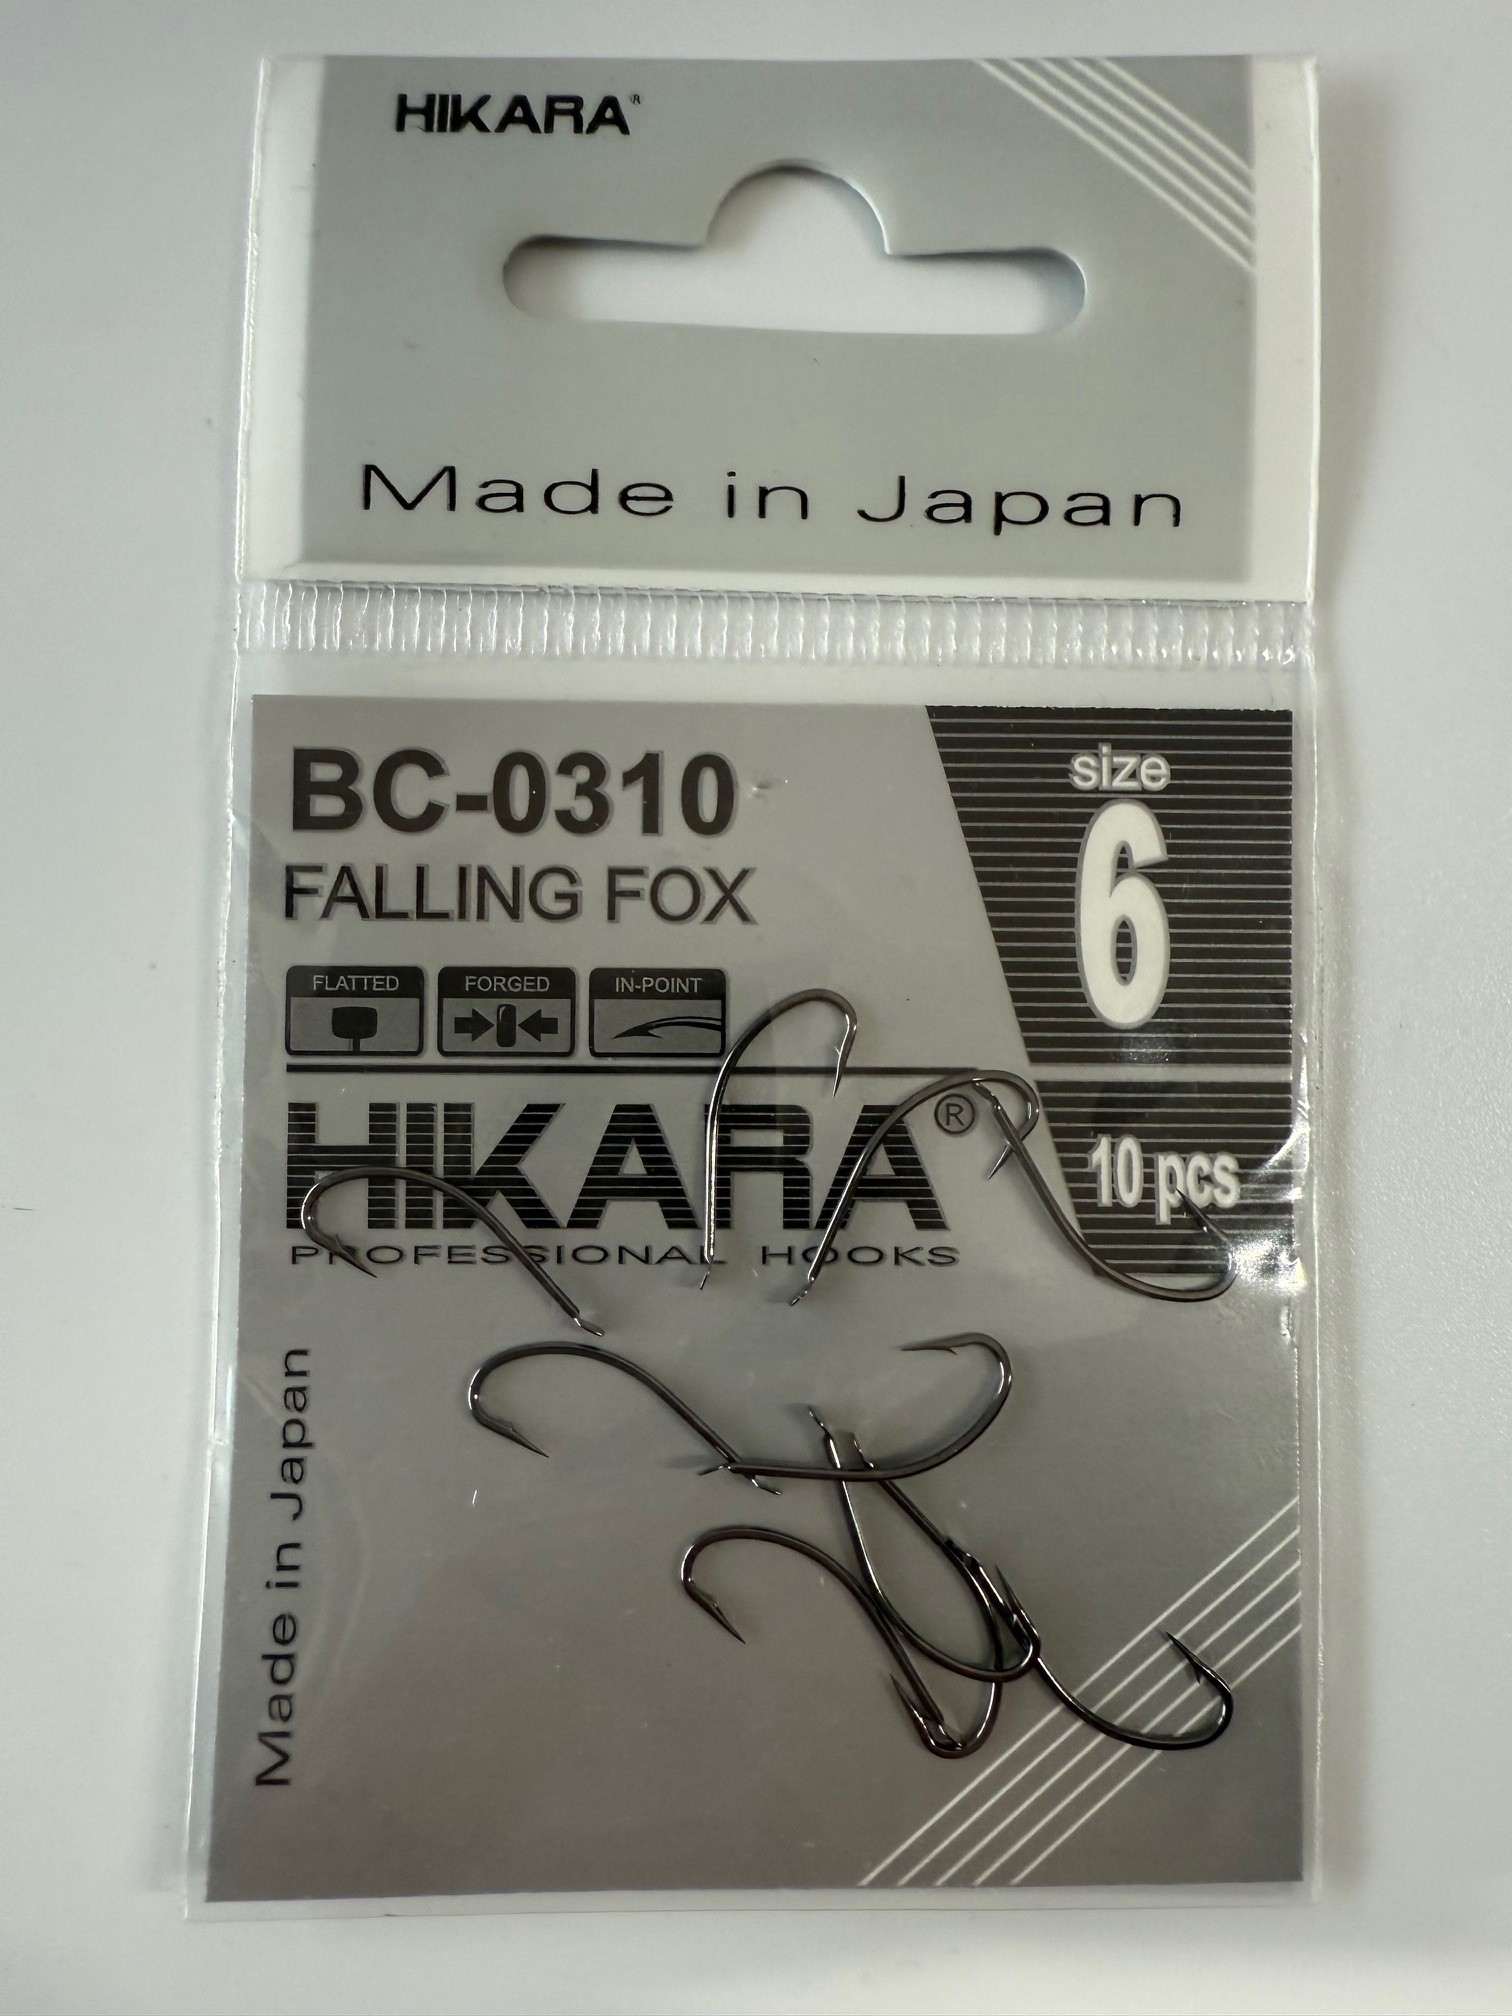 HIKARA®
Made in Japan
BC-0310
FALLING FOX
size
6
FLATTED FORGED IN-POINT
HIKARA®
PROFESSIONAL HOOKS
10 pcs
Made in Japan